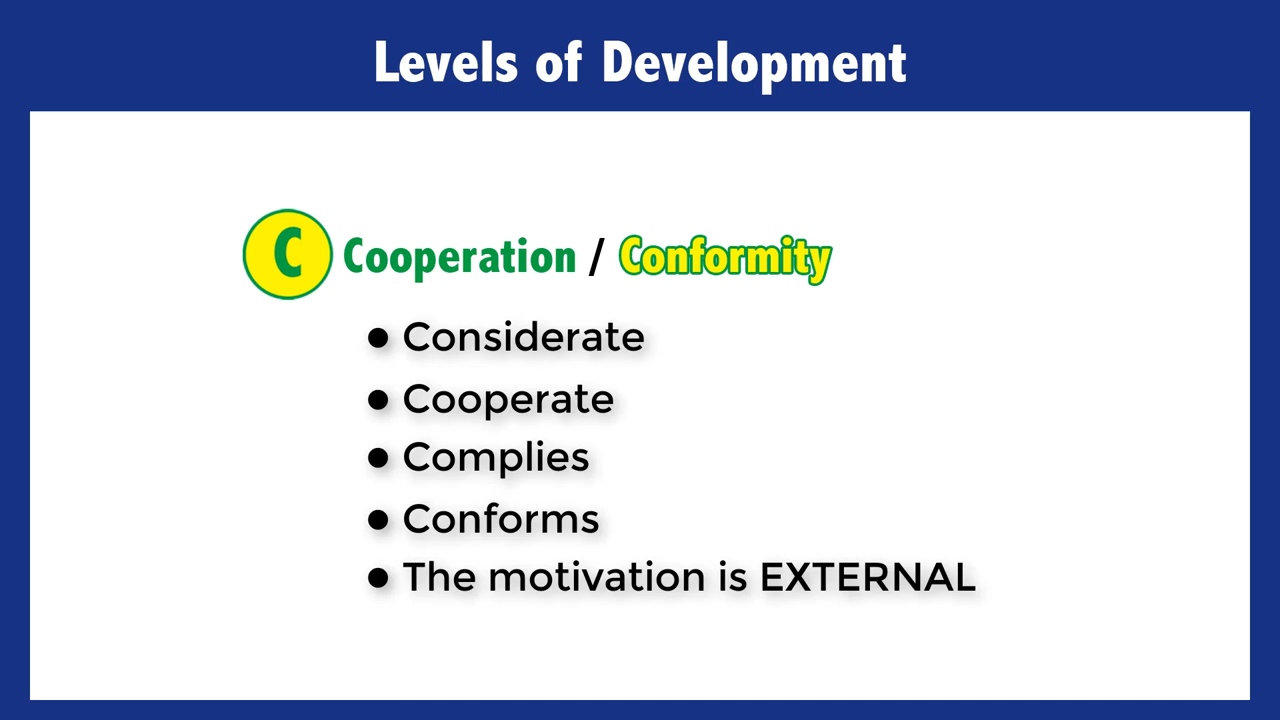 Levels of Development
C Cooperation / Conformity
● Considerate
● Cooperate
● Complies
● Conforms
● The motivation is EXTERNAL